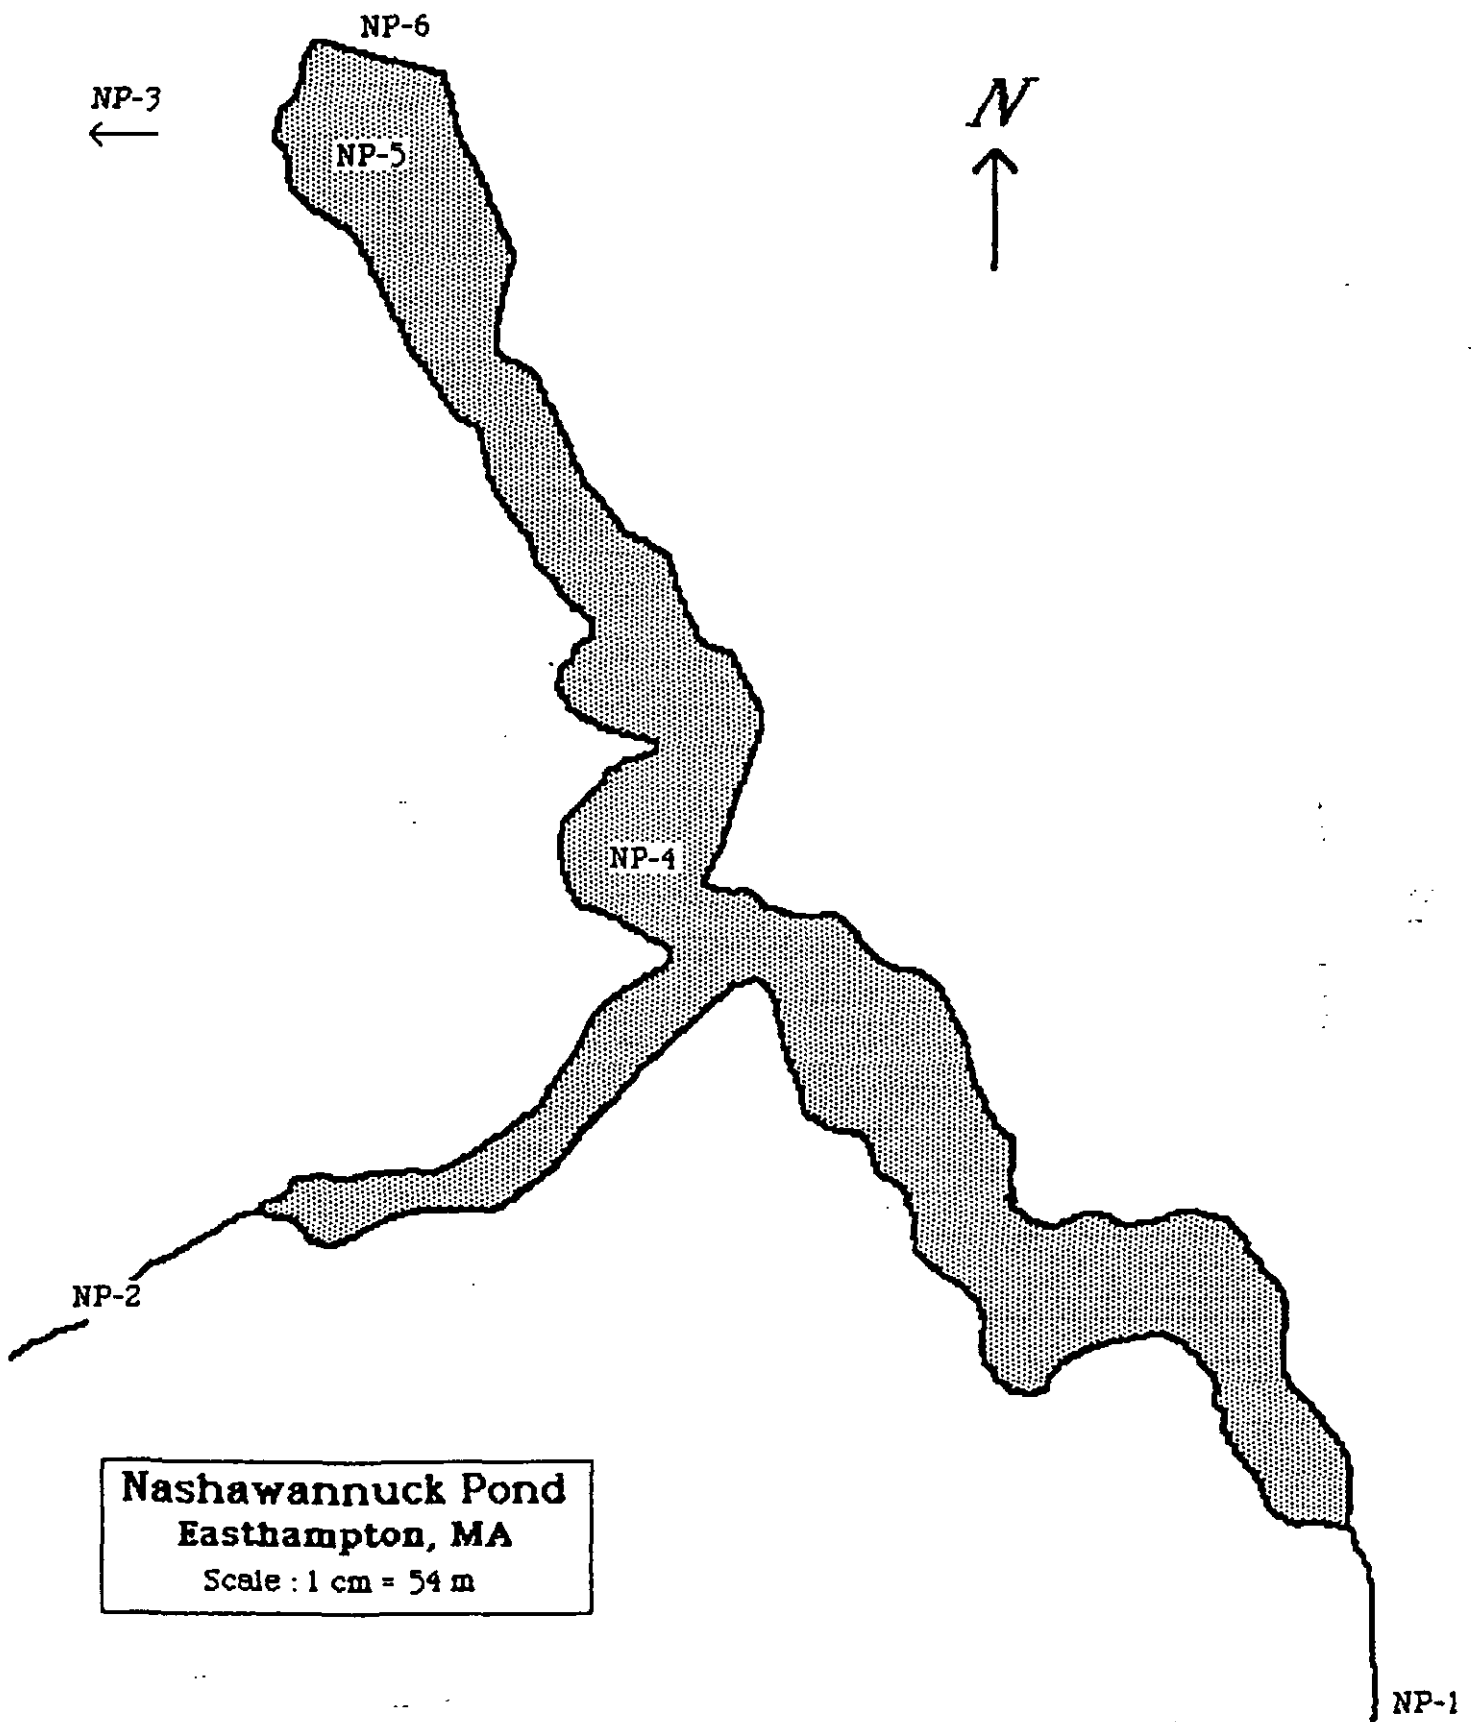 NP-6
NP-3
N
NP-5
NP-4
NP-2
Nashawannuck Pond
Easthampton, MA
Scale : 1 cm = 54 m
NP-1